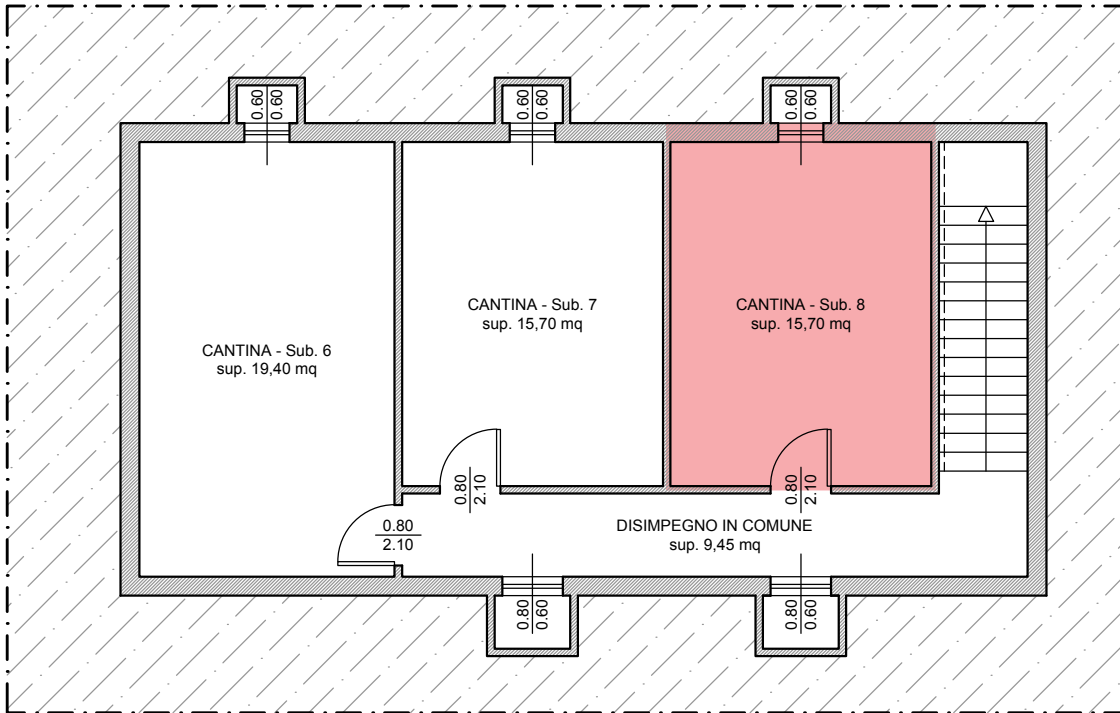 0.60
0.60
0.60
0.60
0.60
0.60
CANTINA - Sub. 6
sup. 19,40 mq
CANTINA - Sub. 7
sup. 15,70 mq
CANTINA - Sub. 8
sup. 15,70 mq
0.80
2.10
0.80
2.10
0.80
2.10
DISIMPEGNO IN COMUNE
sup. 9,45 mq
0.80
0.60
0.80
0.60